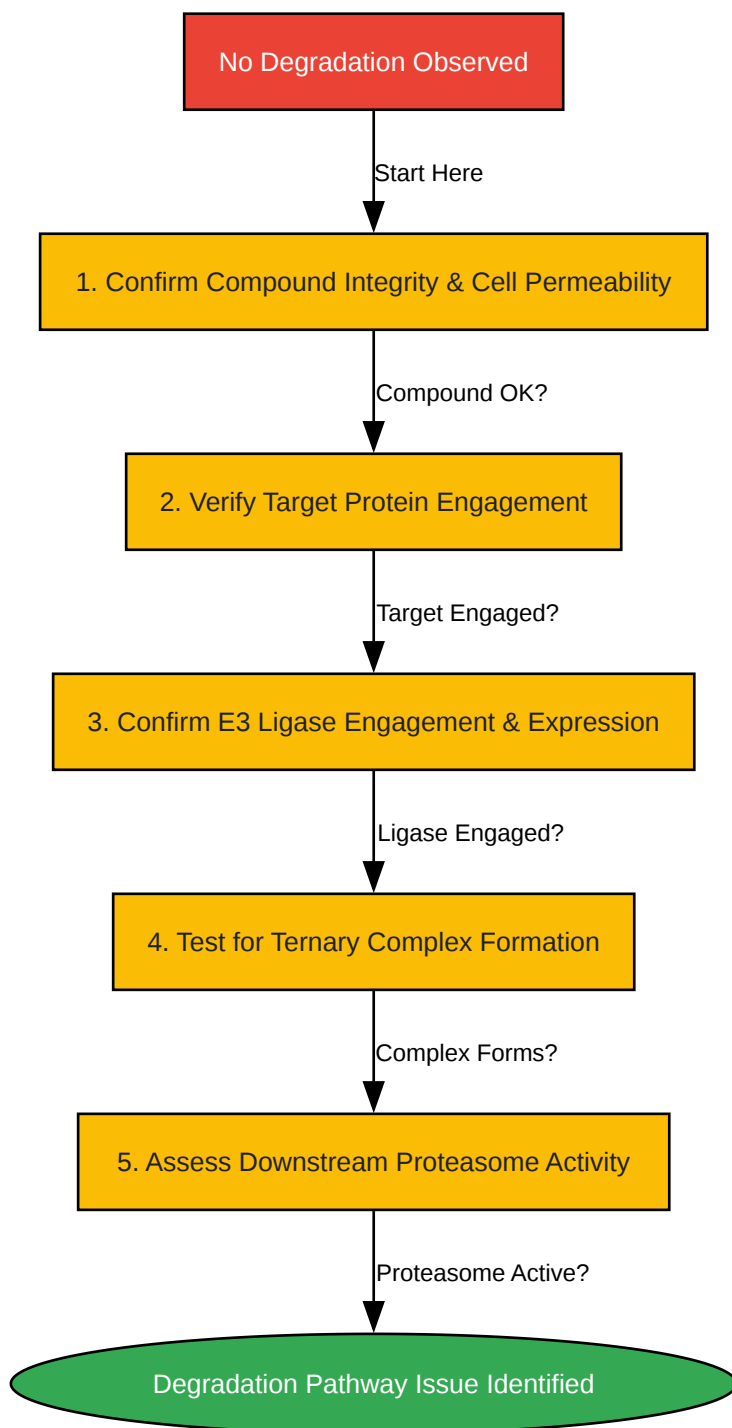 No Degradation Observed
Start Here
1. Confirm Compound Integrity & Cell Permeability
Compound OK?
2. Verify Target Protein Engagement
Target Engaged?
3. Confirm E3 Ligase Engagement & Expression
Ligase Engaged?
4. Test for Ternary Complex Formation
Complex Forms?
5. Assess Downstream Proteasome Activity
Proteasome Active?
Degradation Pathway Issue Identified